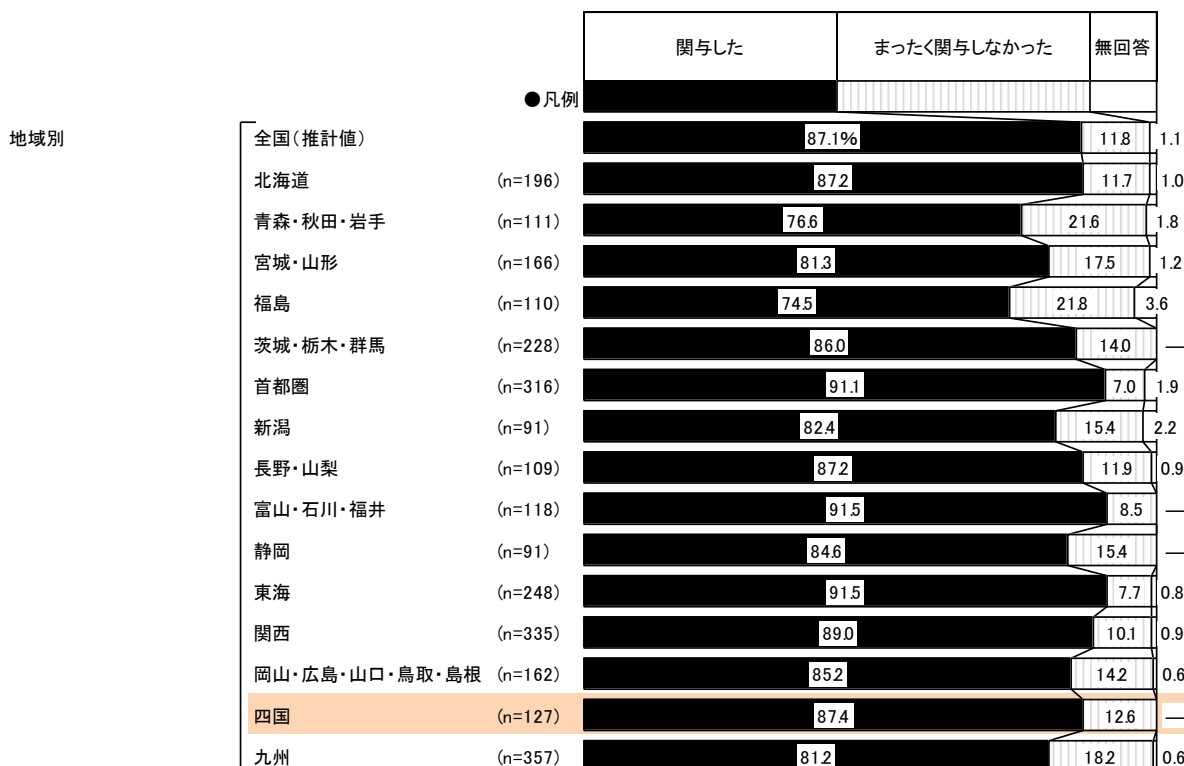 関与した まったく関与しなかった 無回答
●凡例
地域別
全国(推計値) 87.1% 11.8 1.1
北海道 (n=196) 87.2 11.7 1.0
青森・秋田・岩手 (n=111) 76.6 21.6 1.8
宮城・山形 (n=166) 81.3 17.5 1.2
福島 (n=110) 74.5 21.8 3.6
茨城・栃木・群馬 (n=228) 86.0 14.0 ―
首都圏 (n=316) 91.1 7.0 1.9
新潟 (n=91) 82.4 15.4 2.2
長野・山梨 (n=109) 87.2 11.9 0.9
富山・石川・福井 (n=118) 91.5 8.5 ―
静岡 (n=91) 84.6 15.4 ―
東海 (n=248) 91.5 7.7 0.8
関西 (n=335) 89.0 10.1 0.9
岡山・広島・山口・鳥取・島根 (n=162) 85.2 14.2 0.6
四国 (n=127) 87.4 12.6 ―
九州 (n=357) 81.2 18.2 0.6